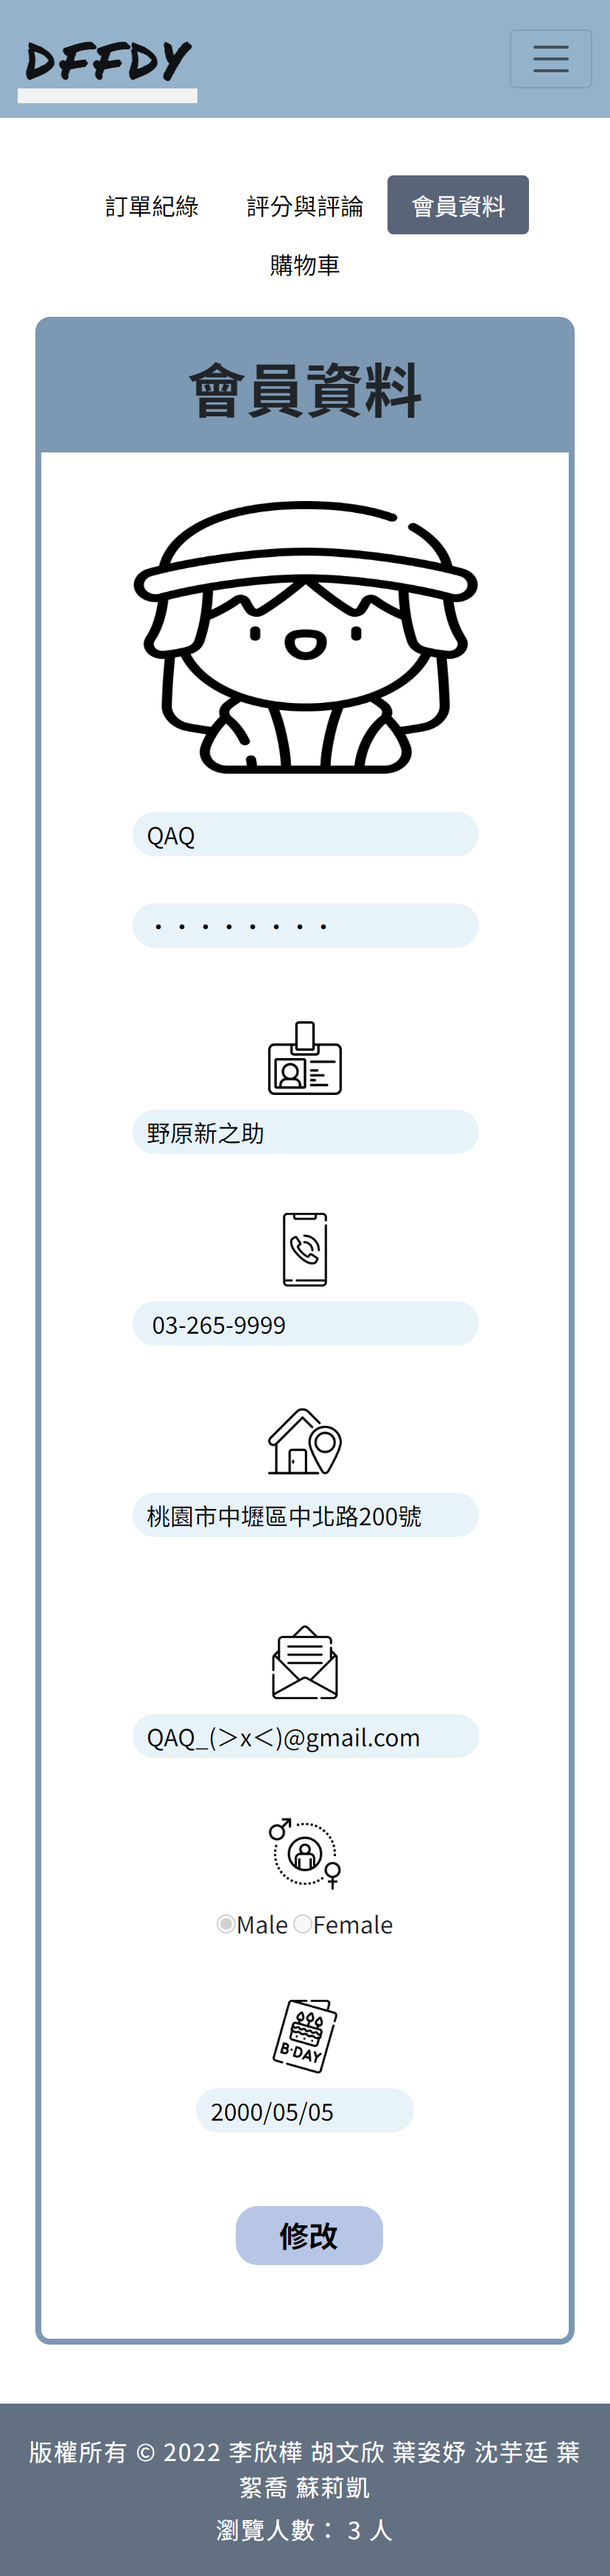 DFFDY
訂單紀綠 評分與評論 會員資料
購物車
會員資料
QAQ
••••••••
野原新之助
03-265-9999
桃園市中壢區中北路200號
QAQ_(＞x＜)@gmail.com
Male Female
B·DAY
2000/05/05
修改
版權所有 © 2022 李欣樺 胡文欣 葉姿妤 沈芋廷 葉
絮喬 蘇莉凱
瀏覽人數： 3 人